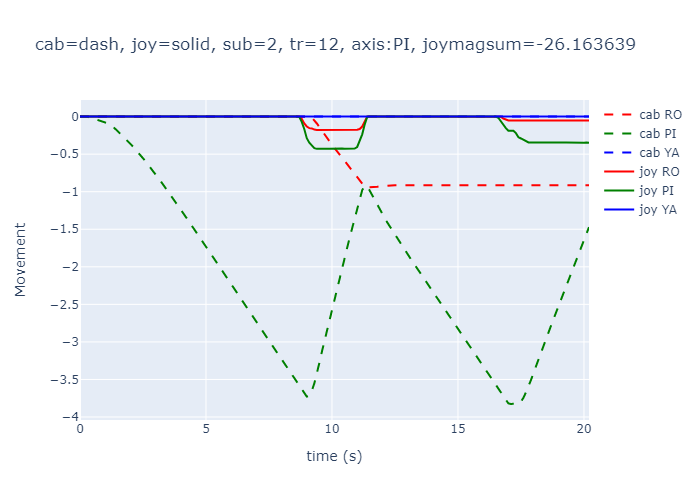 cab=dash, joy=solid, sub=2, tr=12, axis:PI, joymagsum=-26.163639
cab RO
cab PI
cab YA
joy RO
joy PI
joy YA
Movement
0
−0.5
−1
−1.5
−2
−2.5
−3
−3.5
−4
0 5 10 15 20
time (s)